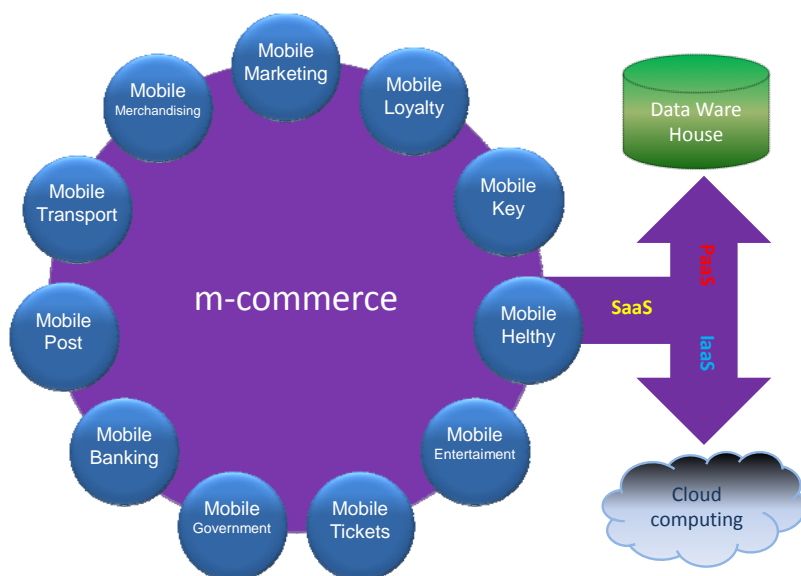 Mobile
Marketing
Mobile
Loyalty
Mobile
Key
Mobile
Helthy
Mobile
Entertaiment
Mobile
Tickets
Mobile
Government
Mobile
Banking
Mobile
Post
Mobile
Transport
Mobile
Merchandising
m-commerce
SaaS
PaaS
IaaS
Data Ware
House
Cloud
computing